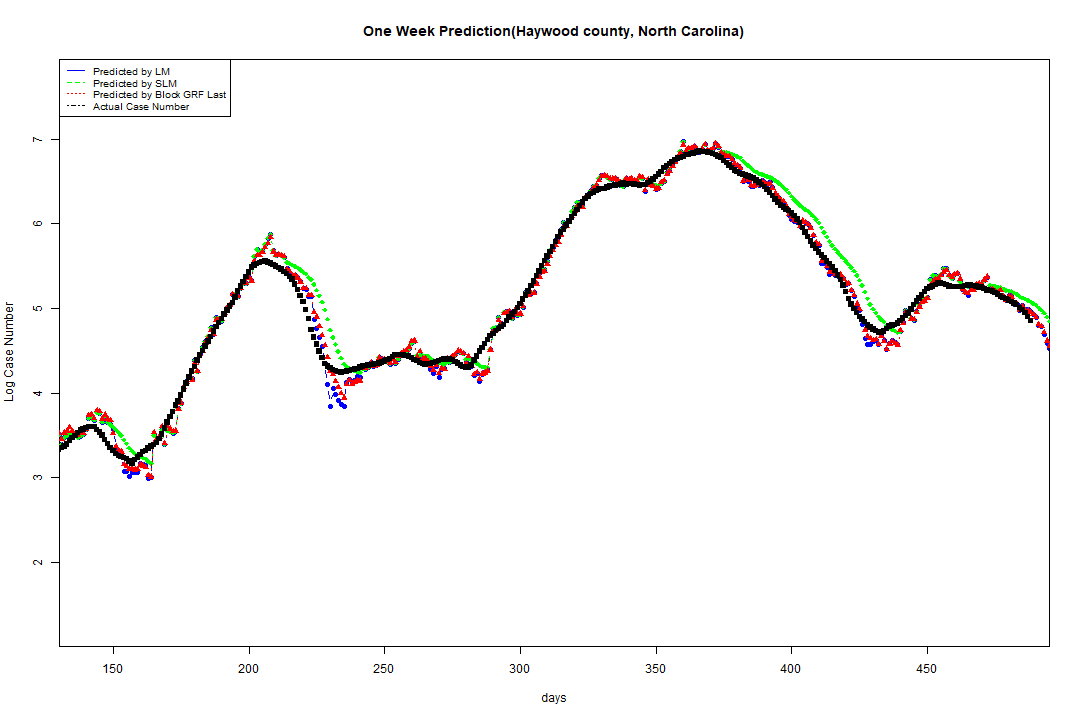 One Week Prediction(Haywood county, North Carolina)
Predicted by LM
Predicted by SLM
Predicted by Block GRF Last
Actual Case Number
Log Case Number
7
6
5
4
3
2
150 200 250 300 350 400 450
days